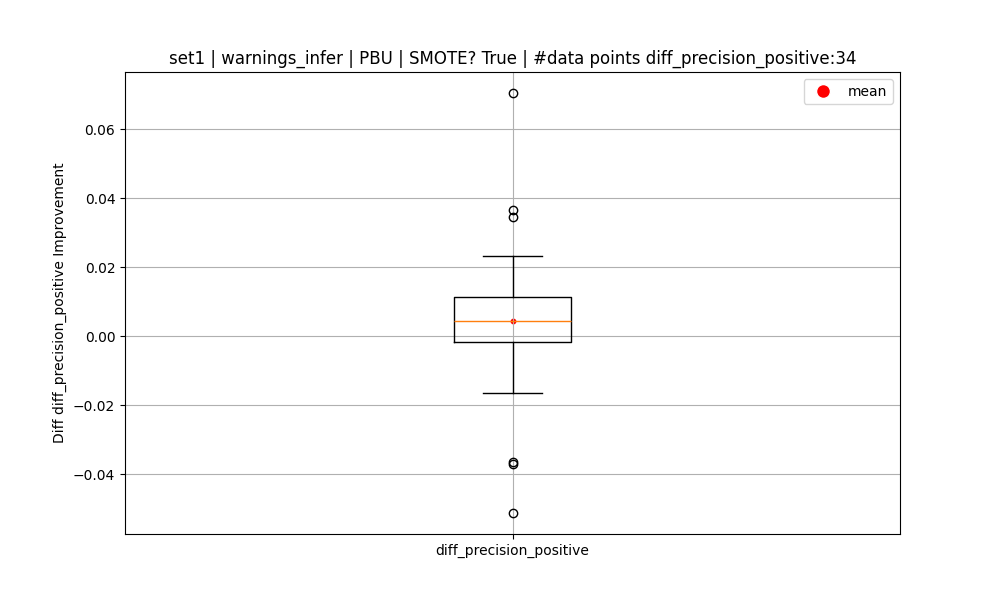 set1 | warnings_infer | PBU | SMOTE? True | #data points diff_precision_positive:34
mean
0.06
0.04
0.02
0.00
−0.02
−0.04
Diff diff_precision_positive Improvement
diff_precision_positive